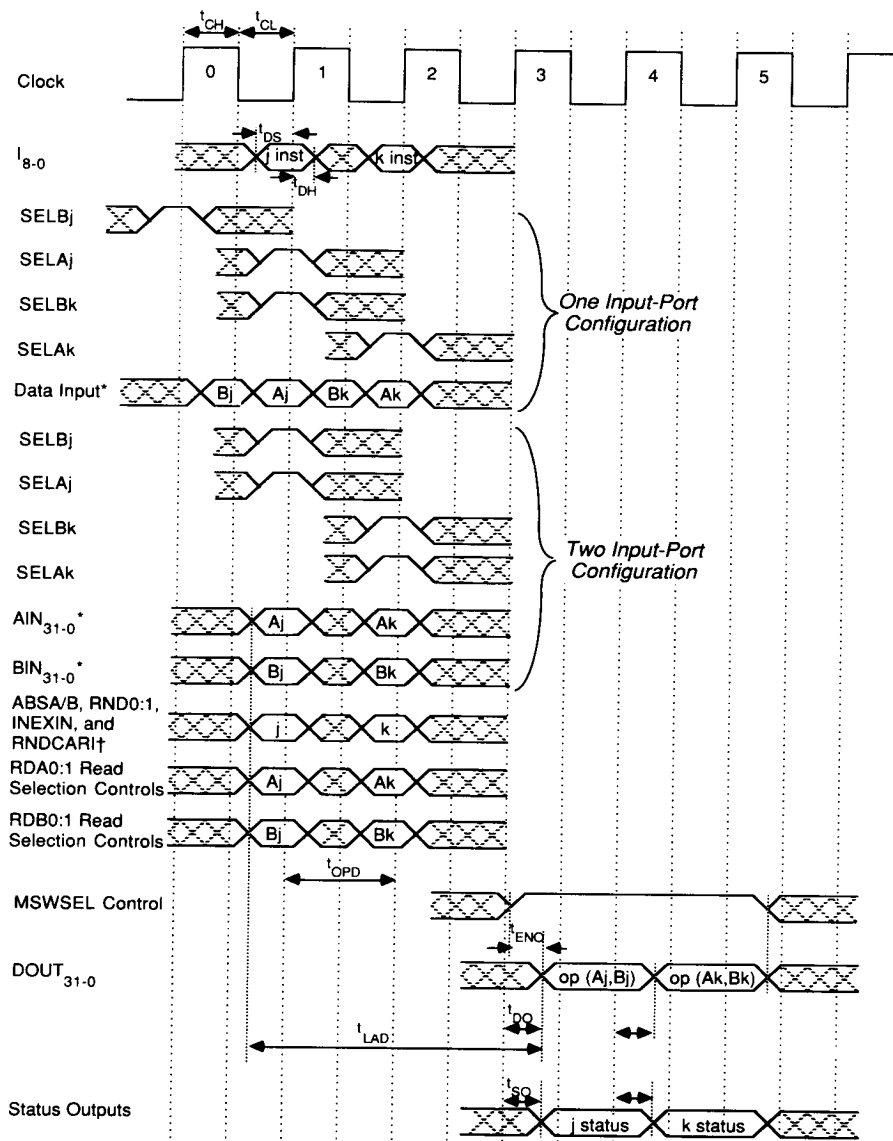 tCH tCL
Clock 0 1 2 3 4 5
tDS
I8-0 j inst k inst
tDH
SELBj
SELAj
SELBk
One Input-Port
Configuration
SELAk
Data Input* Bj Aj Bk Ak
SELBj
SELAj
SELBk
Two Input-Port
Configuration
SELAk
AIN31-0* Aj Ak
BIN31-0* Bj Bk
ABSA/B, RND0:1,
INEXIN, and
RNDCARI† j k
RDA0:1 Read
Selection Controls Aj Ak
RDB0:1 Read
Selection Controls Bj Bk
tOPD
MSWSEL Control
tENO
DOUT31-0 op (Aj,Bj) op (Ak,Bk)
tDO
tLAD
tSO
Status Outputs j status k status